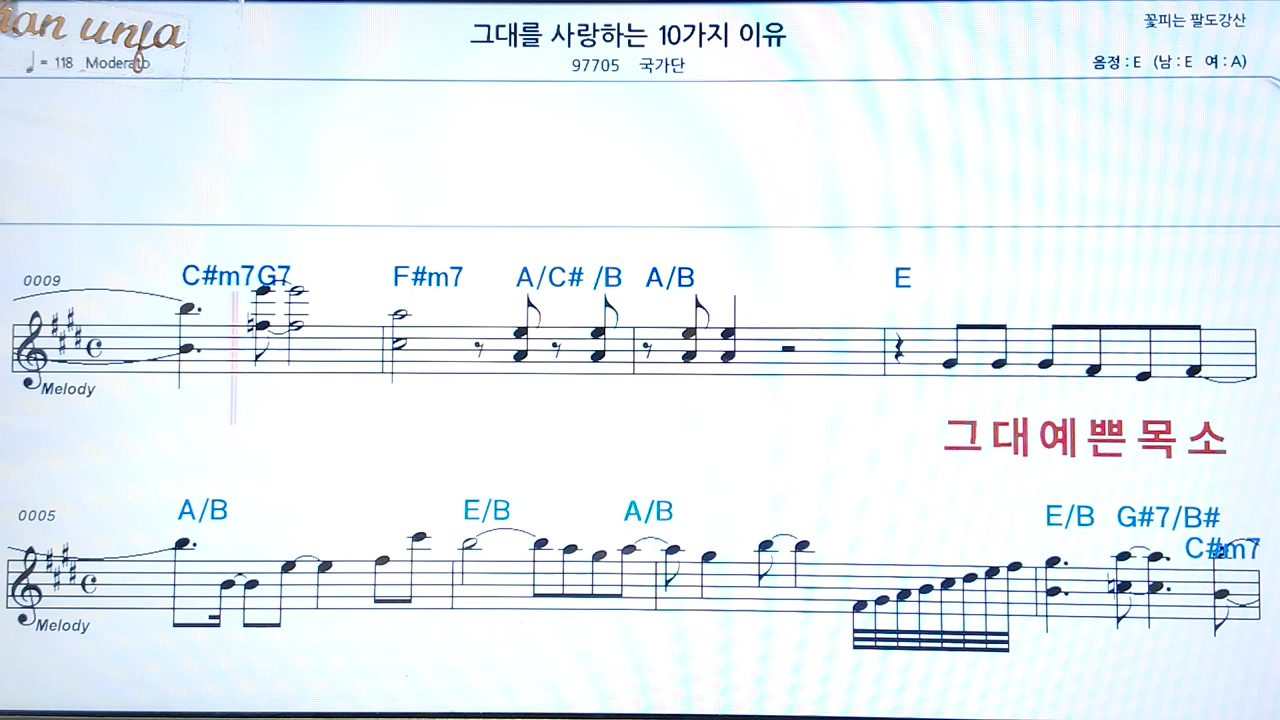 그대를 사랑하는 10가지 이유
꽃피는 팔도강산
♩ = 118 Moderato
97705 국가단
음정 : E (남 : E 여 : A)
0009
C#m7 G7 F#m7 A/C# /B A/B E
Melody
그대예쁜목소
0005
A/B E/B A/B E/B G#7/B# C#m7
Melody